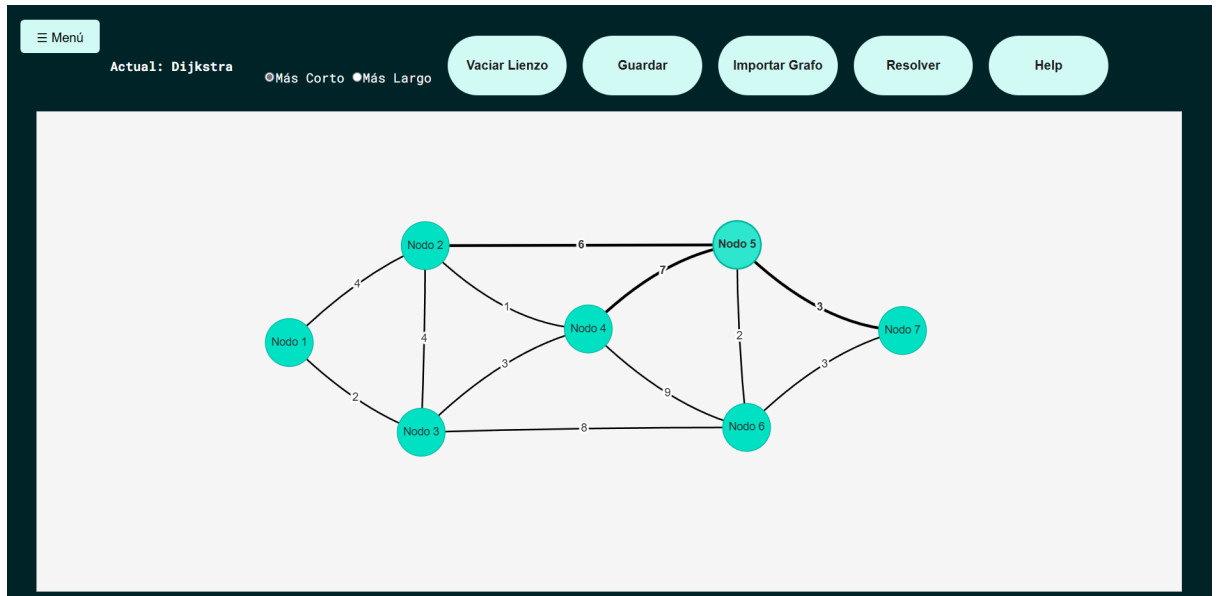 ☰ Menú
Actual: Dijkstra
Más Corto Más Largo
Vaciar Lienzo
Guardar
Importar Grafo
Resolver
Help
Nodo 2
6
Nodo 5
7
4
1
3
Nodo 4
Nodo 7
Nodo 1
4
2
3
3
2
9
Nodo 3
8
Nodo 6